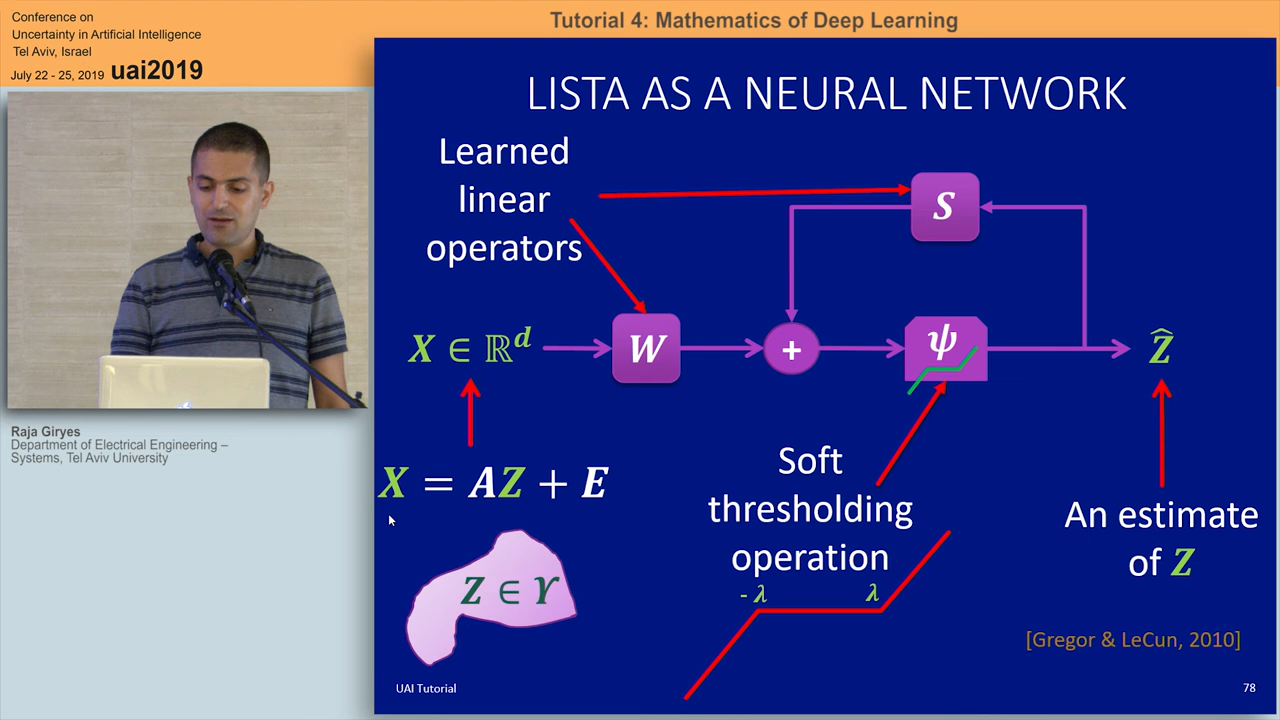 Conference on
Uncertainty in Artificial Intelligence
Tel Aviv, Israel
July 22 - 25, 2019 uai2019
Tutorial 4: Mathematics of Deep Learning
LISTA AS A NEURAL NETWORK
Learned
linear
operators
S
X ∈ ℝᵈ
W
+
ψ
Ẑ
X = AZ + E
Soft
thresholding
operation
- λ λ
An estimate
of Z
Z ∈ ϒ
[Gregor & LeCun, 2010]
UAI Tutorial
78
Raja Giryes
Department of Electrical Engineering –
Systems, Tel Aviv University